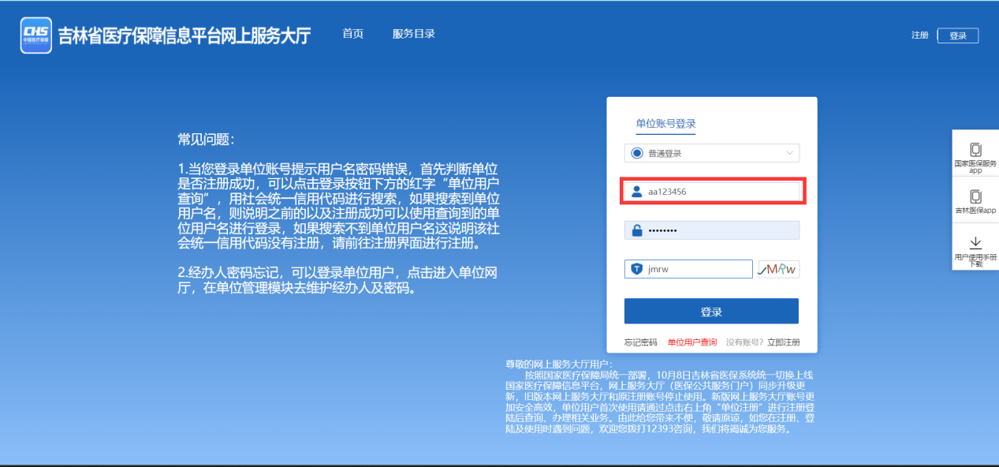 CHS
中国医疗保障
吉林省医疗保障信息平台网上服务大厅
首页
服务目录
注册
登录
常见问题：
1.当您登录单位账号提示用户名密码错误，首先判断单位
是否注册成功，可以点击登录按钮下方的红字“单位用户
查询”，用社会统一信用代码进行搜索，如果搜索到单位
用户名，则说明之前的以及注册成功可以使用查询到的单
位用户名进行登录，如果搜索不到单位用户名这说明该社
会统一信用代码没有注册，请前往注册界面进行注册。
2.经办人密码忘记，可以登录单位用户，点击进入单位网
厅，在单位管理模块去维护经办人及密码。
单位账号登录
普通登录
aa123456
••••••••
jmrw
JMRW
登录
忘记密码
单位用户查询
没有账号？立即注册
尊敬的网上服务大厅用户：
按照国家医疗保障局统一部署，10月8日吉林省医保系统统一切换上线
国家医疗保障信息平台，网上服务大厅（医保公共服务门户）同步升级更
新，旧版本网上服务大厅和原注册账号停止使用。新版网上服务大厅账号更
加安全高效，单位用户首次使用请通过点击右上角“单位注册”进行注册登
陆后查询、办理相关业务。由此给您带来不便，敬请原谅，如您在注册、登
陆及使用时遇到问题，欢迎您拨打12393咨询，我们将竭诚为您服务。
国家医保服务
app
吉林医保app
用户使用手册
下载